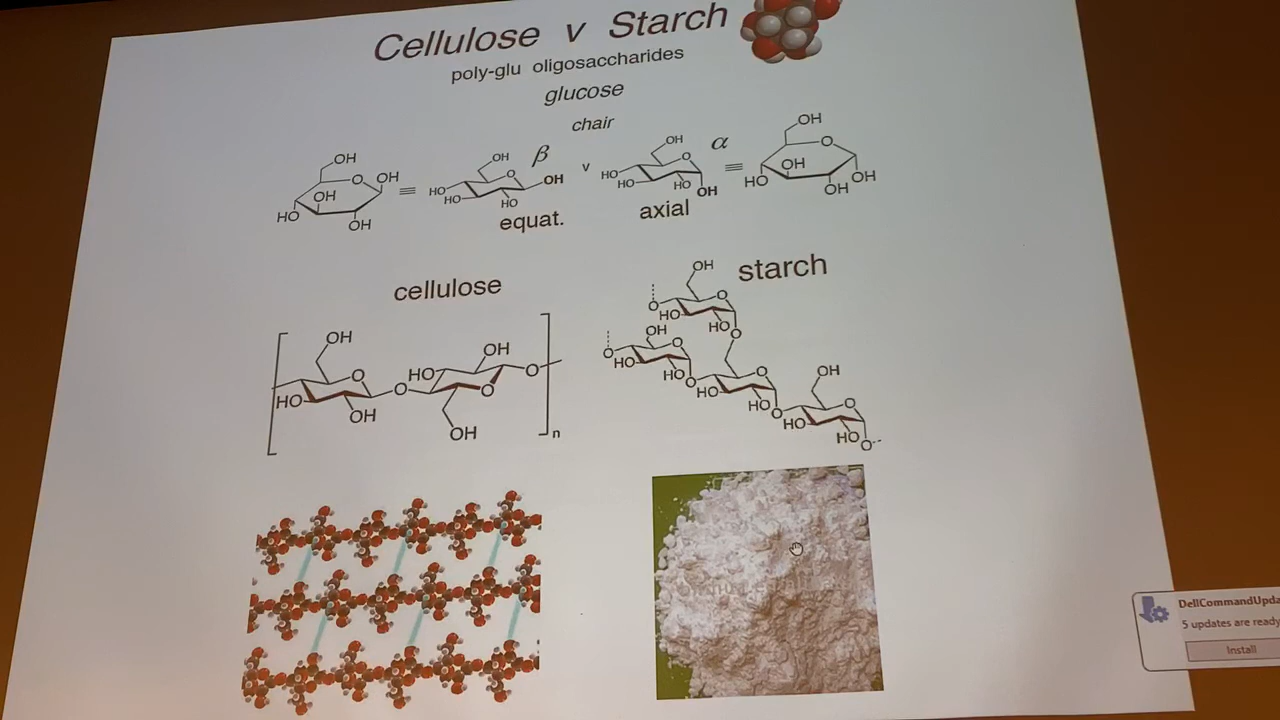 Cellulose v Starch
poly-glu oligosaccharides
glucose
chair
OH
O
OH
OH
HO
OH
≡
OH
β
O
HO
OH
HO
HO
equat.
v
OH
α
O
HO
HO
HO
OH
axial
≡
OH
O
OH
HO
OH
OH
cellulose
OH
O
HO
OH
O
HO
OH
O
O
OH
n
starch
OH
O
O
HO
HO
O
OH
O
O
HO
HO
O
O
HO
HO
O
OH
O
HO
HO
O
DellCommandUpda
5 updates are ready
Install